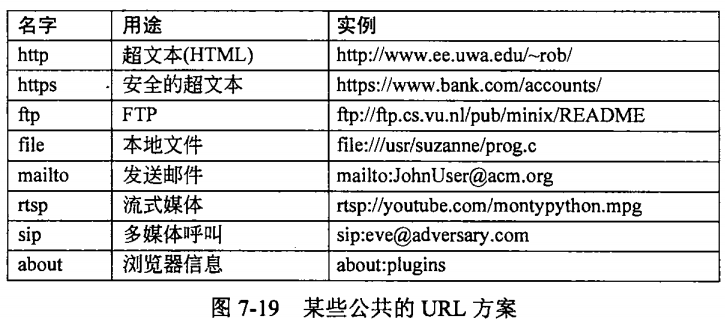 名字 用途 实例
http 超文本(HTML) http://www.ee.uwa.edu/~rob/
https 安全的超文本 https://www.bank.com/accounts/
ftp FTP ftp://ftp.cs.vu.nl/pub/minix/README
file 本地文件 file:///usr/suzanne/prog.c
mailto 发送邮件 mailto:JohnUser@acm.org
rtsp 流式媒体 rtsp://youtube.com/montypython.mpg
sip 多媒体呼叫 sip:eve@adversary.com
about 浏览器信息 about:plugins
图 7-19 某些公共的 URL 方案